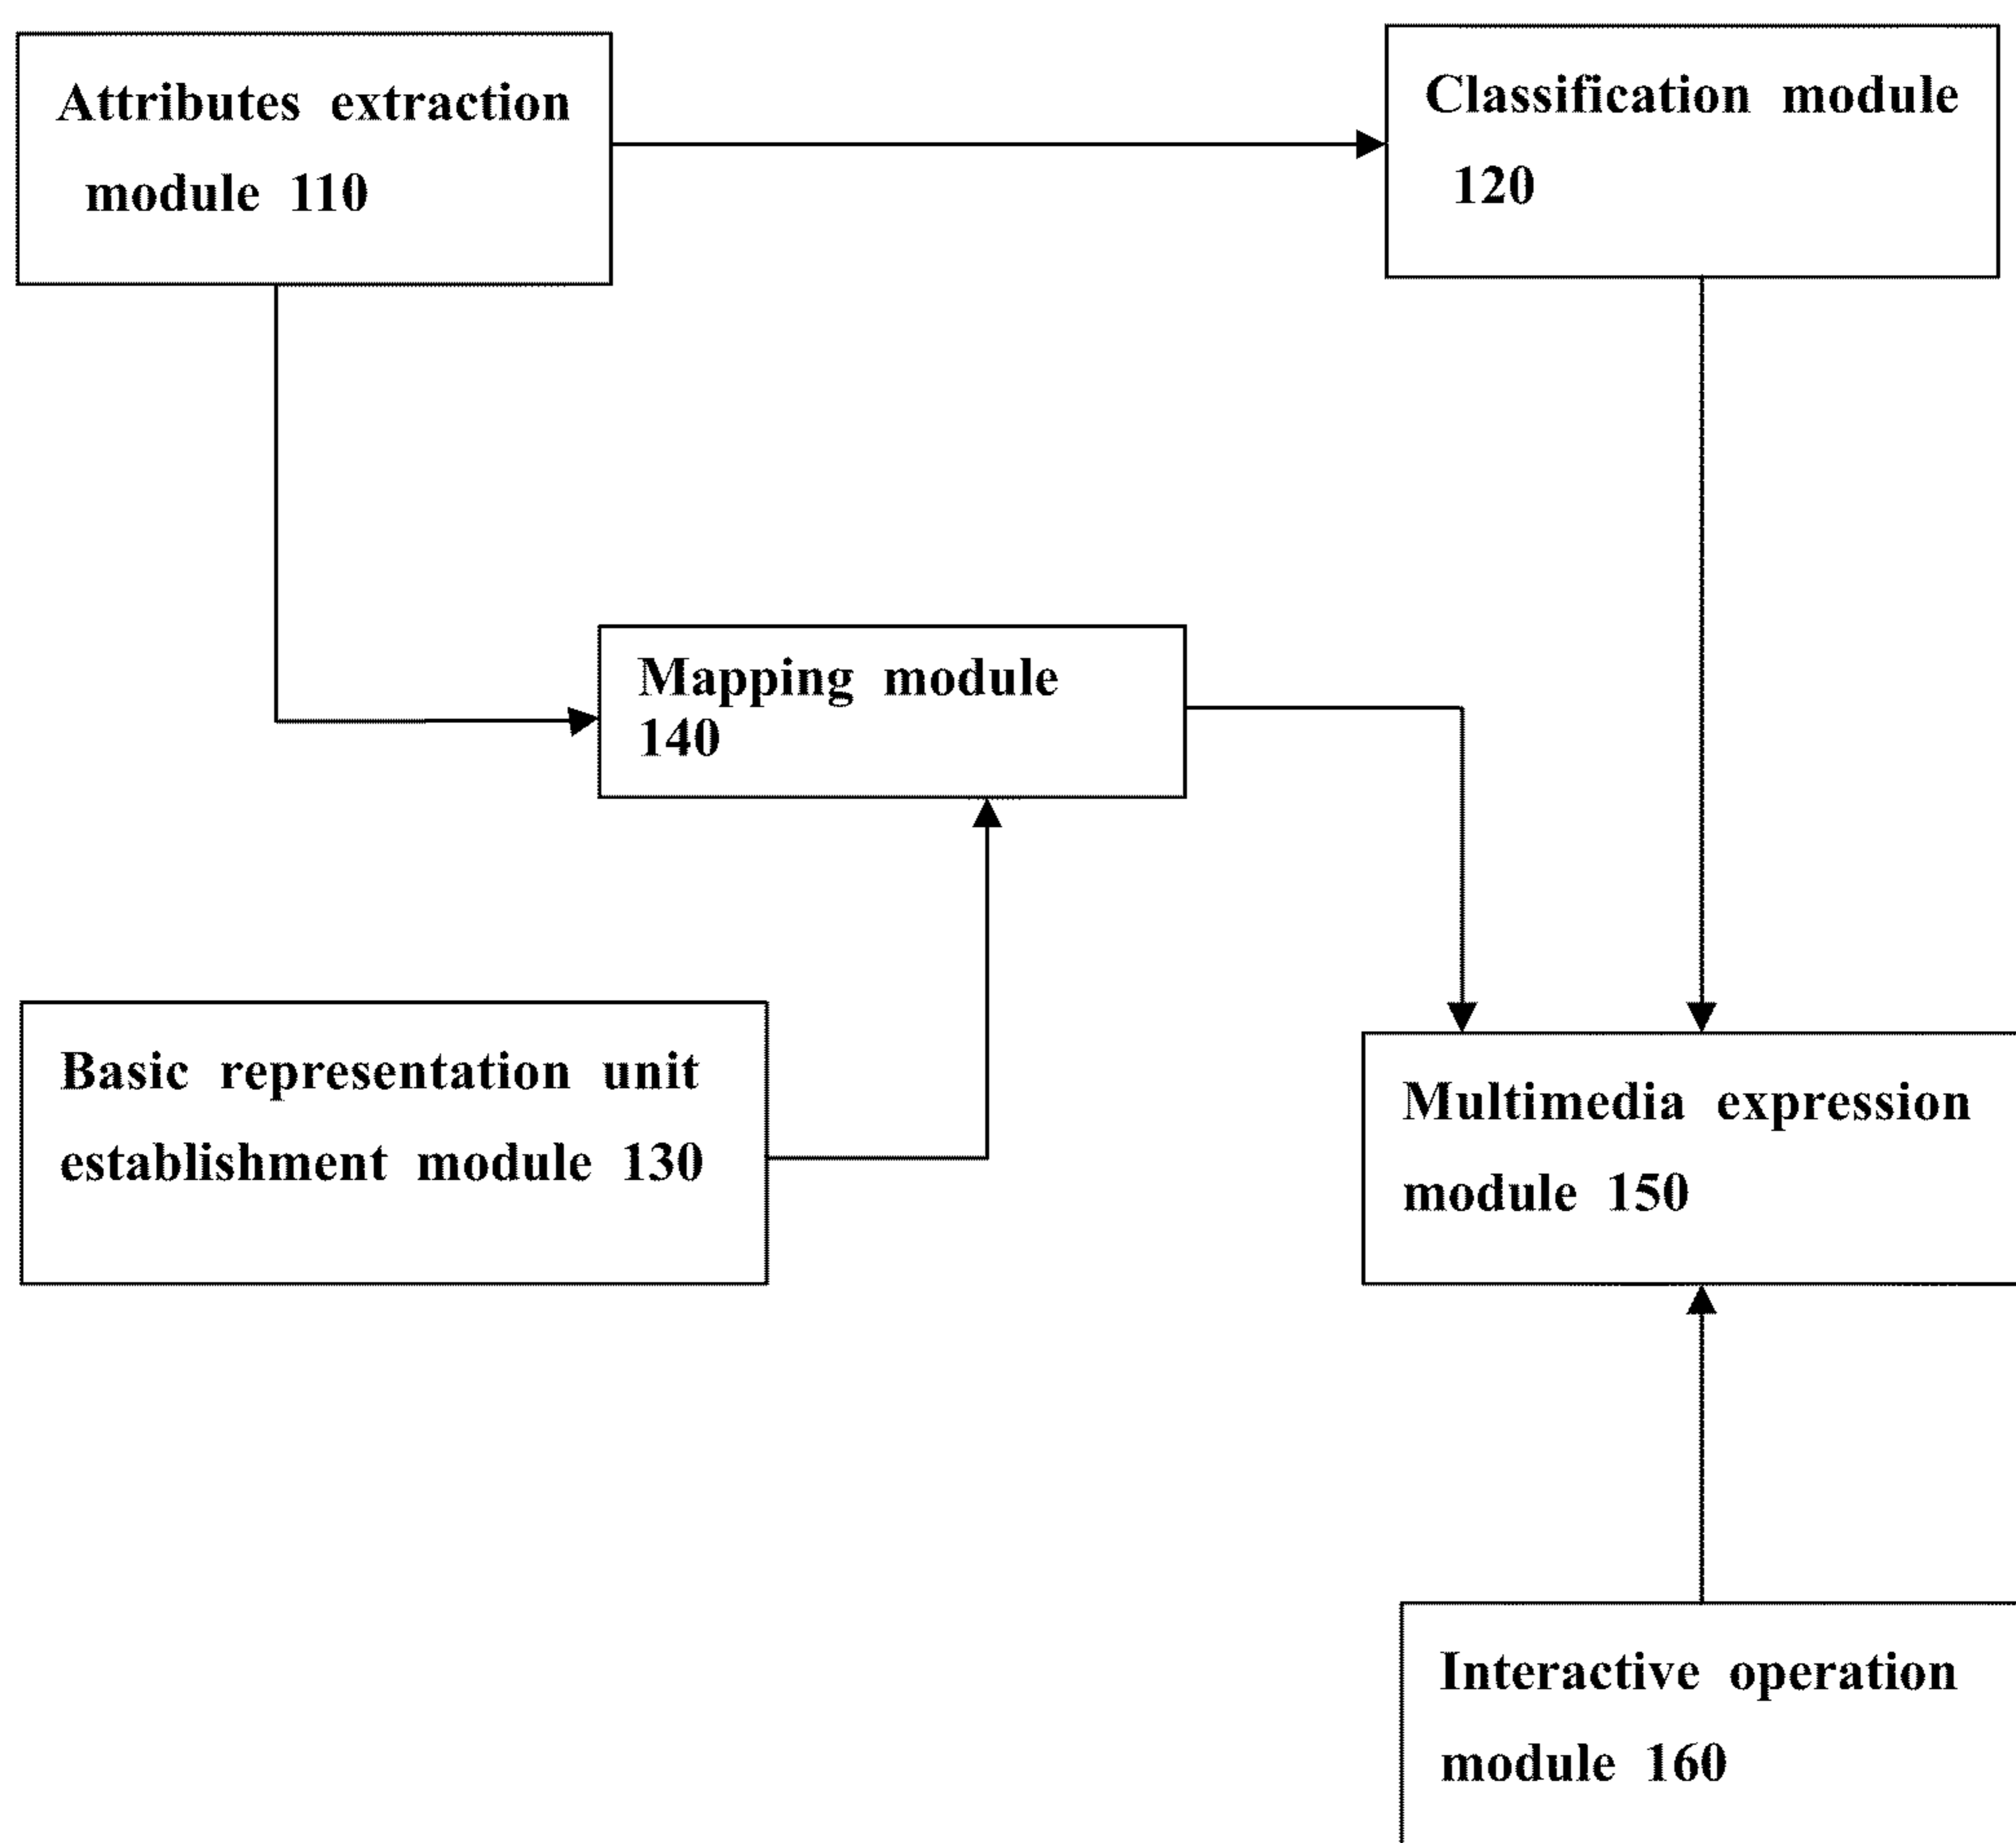 Attributes extraction
module 110
Classification module
120
Mapping module
140
Basic representation unit
establishment module 130
Multimedia expression
module 150
Interactive operation
module 160